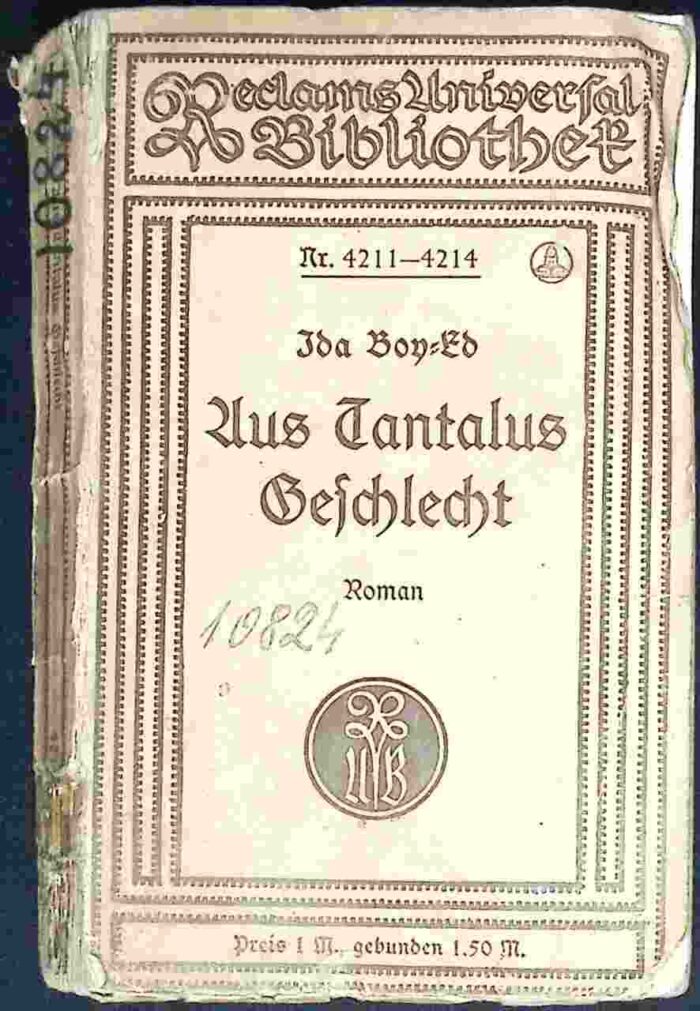 Reclams Universal
Bibliothek
Nr. 4211—4214
Ida Boy=Ed
Aus Tantalus
Geschlecht
Roman
10824
R
UB
Preis 1 M., gebunden 1.50 M.
10824